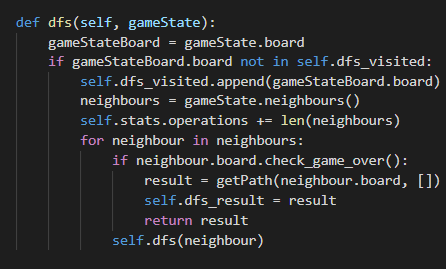 def dfs(self, gameState):
    gameStateBoard = gameState.board
    if gameStateBoard.board not in self.dfs_visited:
        self.dfs_visited.append(gameStateBoard.board)
        neighbours = gameState.neighbours()
        self.stats.operations += len(neighbours)
        for neighbour in neighbours:
            if neighbour.board.check_game_over():
                result = getPath(neighbour.board, [])
                self.dfs_result = result
                return result
            self.dfs(neighbour)